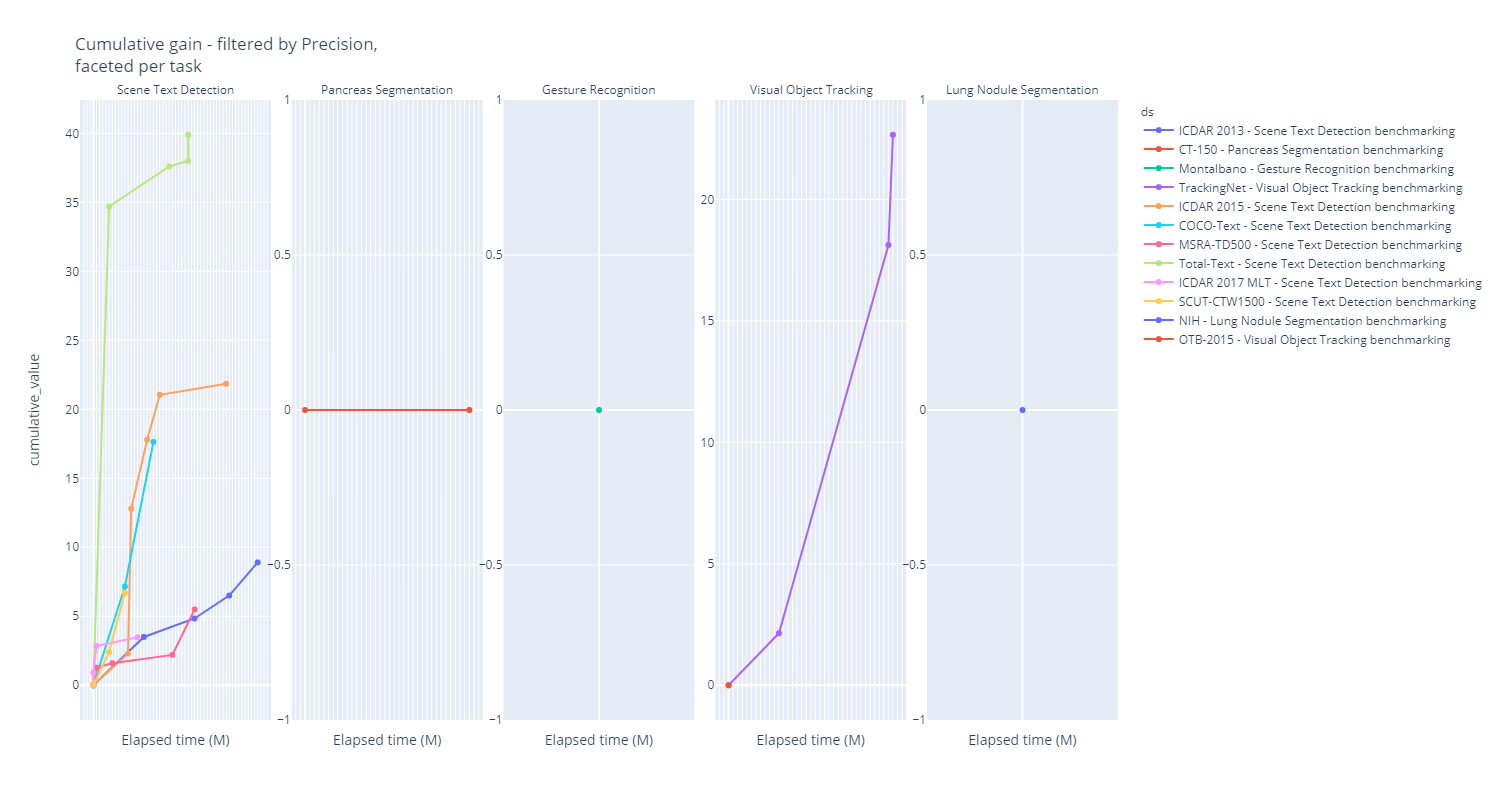 Cumulative gain - filtered by Precision,
faceted per task
Scene Text Detection
Pancreas Segmentation
Gesture Recognition
Visual Object Tracking
Lung Nodule Segmentation
cumulative_value
40
35
30
25
20
15
10
5
0
1
0.5
0
−0.5
−1
1
0.5
0
−0.5
−1
20
15
10
5
0
1
0.5
0
−0.5
−1
Elapsed time (M)
Elapsed time (M)
Elapsed time (M)
Elapsed time (M)
Elapsed time (M)
ds
ICDAR 2013 - Scene Text Detection benchmarking
CT-150 - Pancreas Segmentation benchmarking
Montalbano - Gesture Recognition benchmarking
TrackingNet - Visual Object Tracking benchmarking
ICDAR 2015 - Scene Text Detection benchmarking
COCO-Text - Scene Text Detection benchmarking
MSRA-TD500 - Scene Text Detection benchmarking
Total-Text - Scene Text Detection benchmarking
ICDAR 2017 MLT - Scene Text Detection benchmarking
SCUT-CTW1500 - Scene Text Detection benchmarking
NIH - Lung Nodule Segmentation benchmarking
OTB-2015 - Visual Object Tracking benchmarking